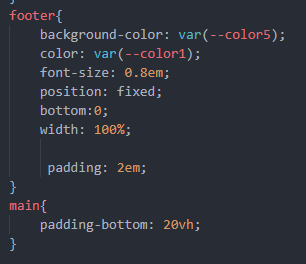 }
footer{
    background-color: var(--color5);
    color: var(--color1);
    font-size: 0.8em;
    position: fixed;
    bottom:0;
    width: 100%;

     padding: 2em;
}
main{
    padding-bottom: 20vh;
}